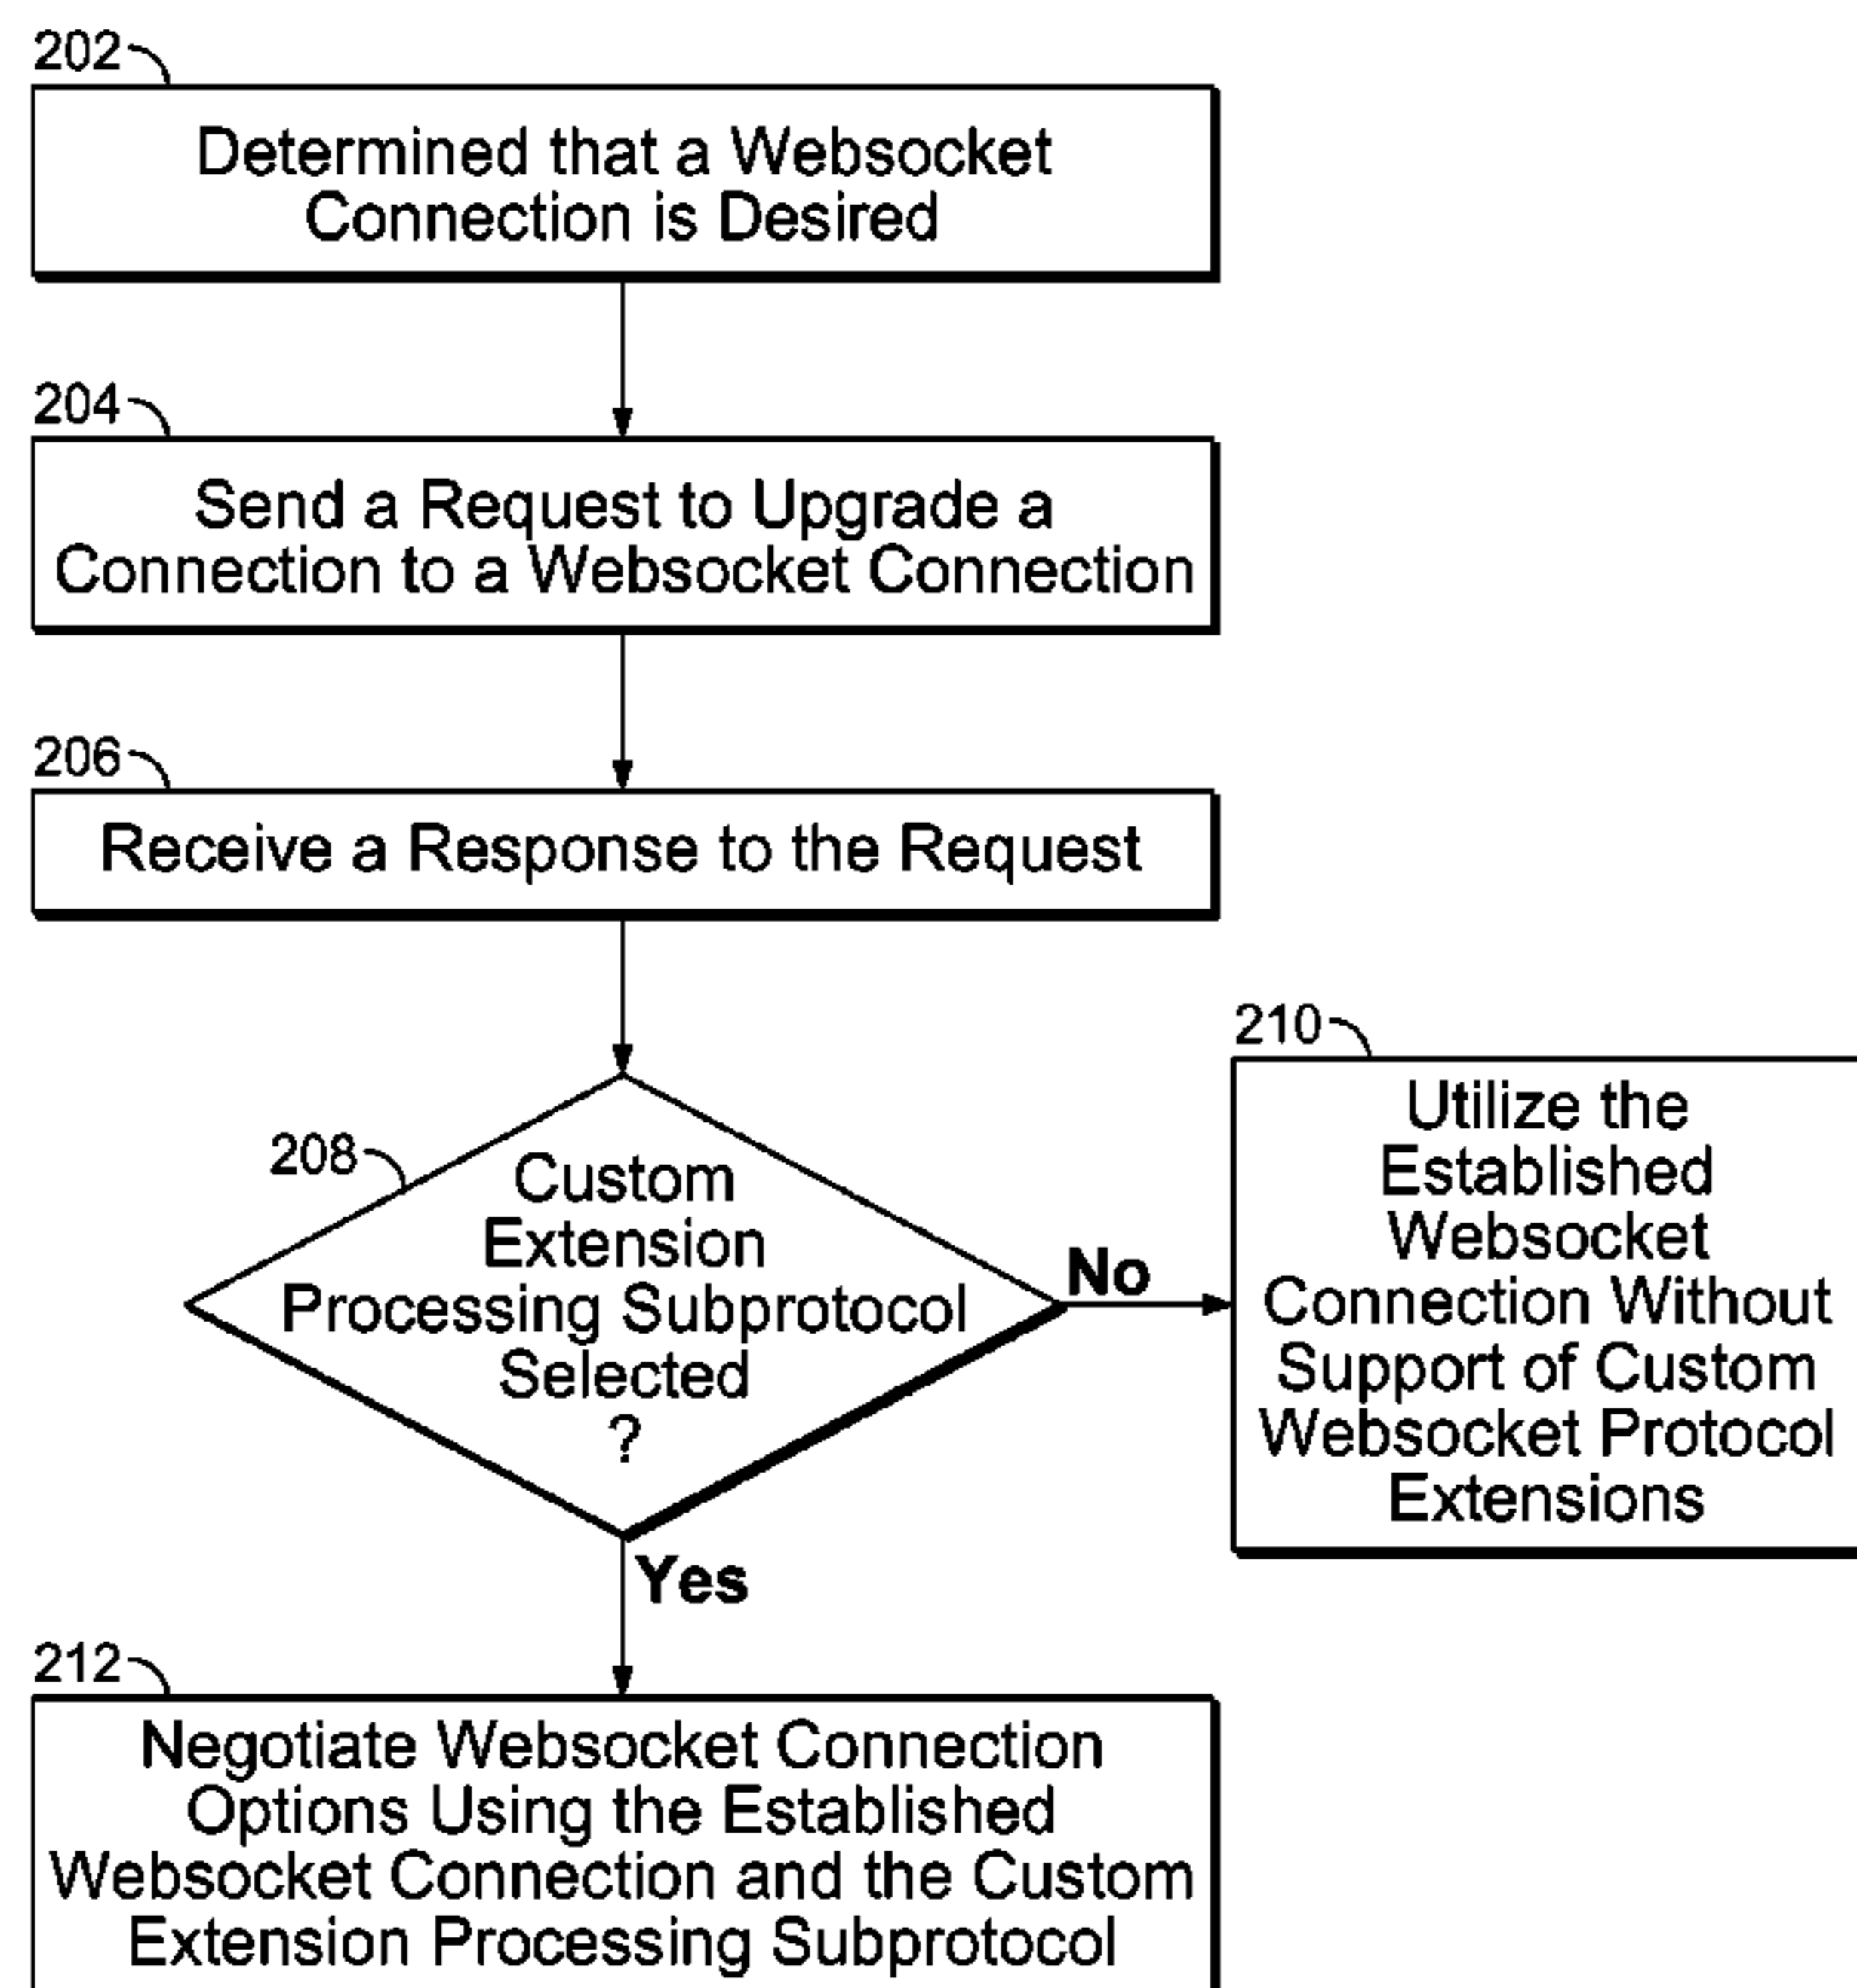 202
Determined that a Websocket
Connection is Desired
204
Send a Request to Upgrade a
Connection to a Websocket Connection
206
Receive a Response to the Request
208
Custom
Extension
Processing Subprotocol
Selected
?
No
210
Utilize the
Established
Websocket
Connection Without
Support of Custom
Websocket Protocol
Extensions
Yes
212
Negotiate Websocket Connection
Options Using the Established
Websocket Connection and the Custom
Extension Processing Subprotocol